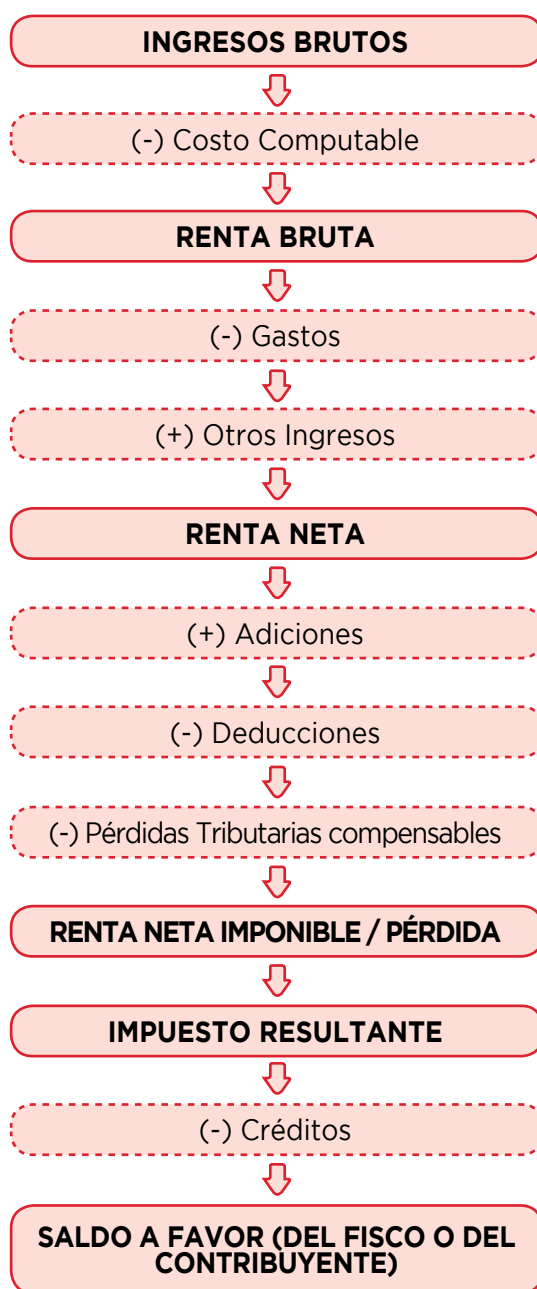 INGRESOS BRUTOS
(-) Costo Computable
RENTA BRUTA
(-) Gastos
(+) Otros Ingresos
RENTA NETA
(+) Adiciones
(-) Deducciones
(-) Pérdidas Tributarias compensables
RENTA NETA IMPONIBLE / PÉRDIDA
IMPUESTO RESULTANTE
(-) Créditos
SALDO A FAVOR (DEL FISCO O DEL
CONTRIBUYENTE)